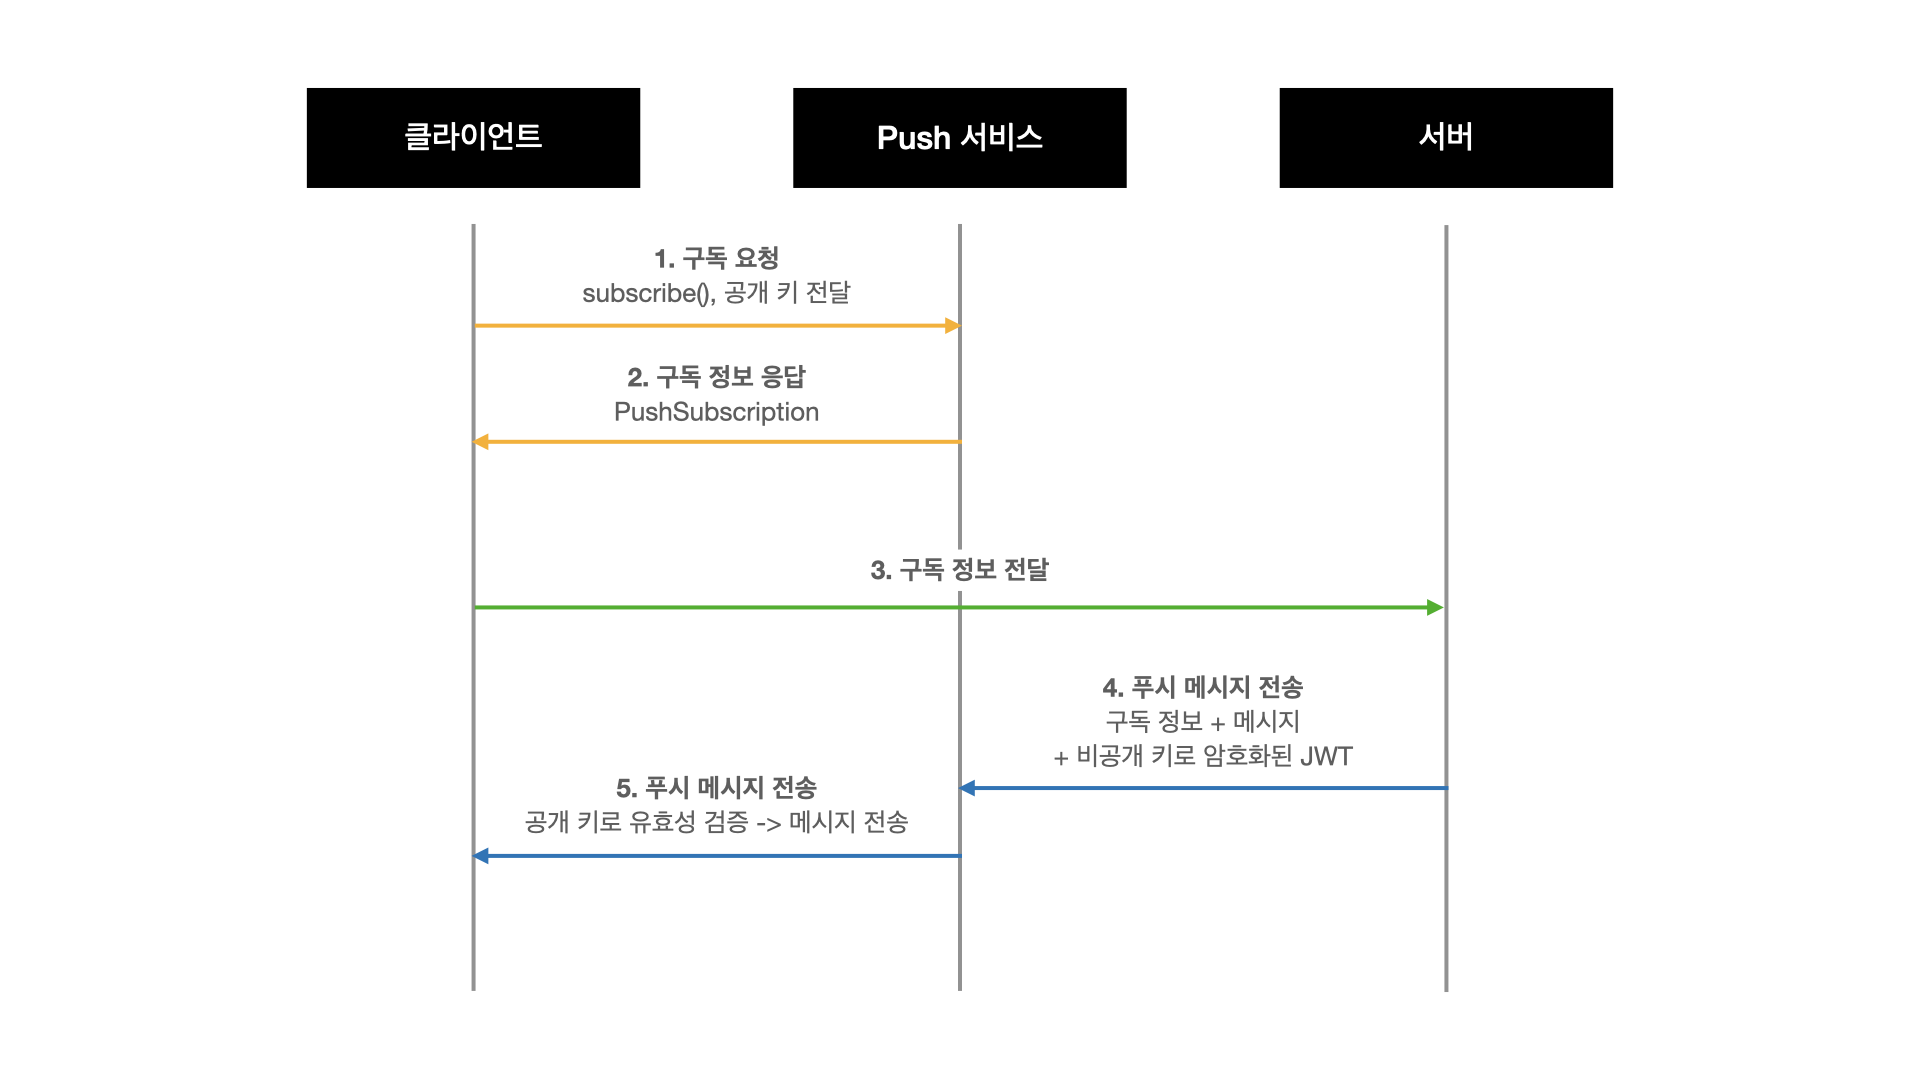 클라이언트
Push 서비스
서버
1. 구독 요청
subscribe(), 공개 키 전달
2. 구독 정보 응답
PushSubscription
3. 구독 정보 전달
4. 푸시 메시지 전송
구독 정보 + 메시지
+ 비공개 키로 암호화된 JWT
5. 푸시 메시지 전송
공개 키로 유효성 검증 -> 메시지 전송